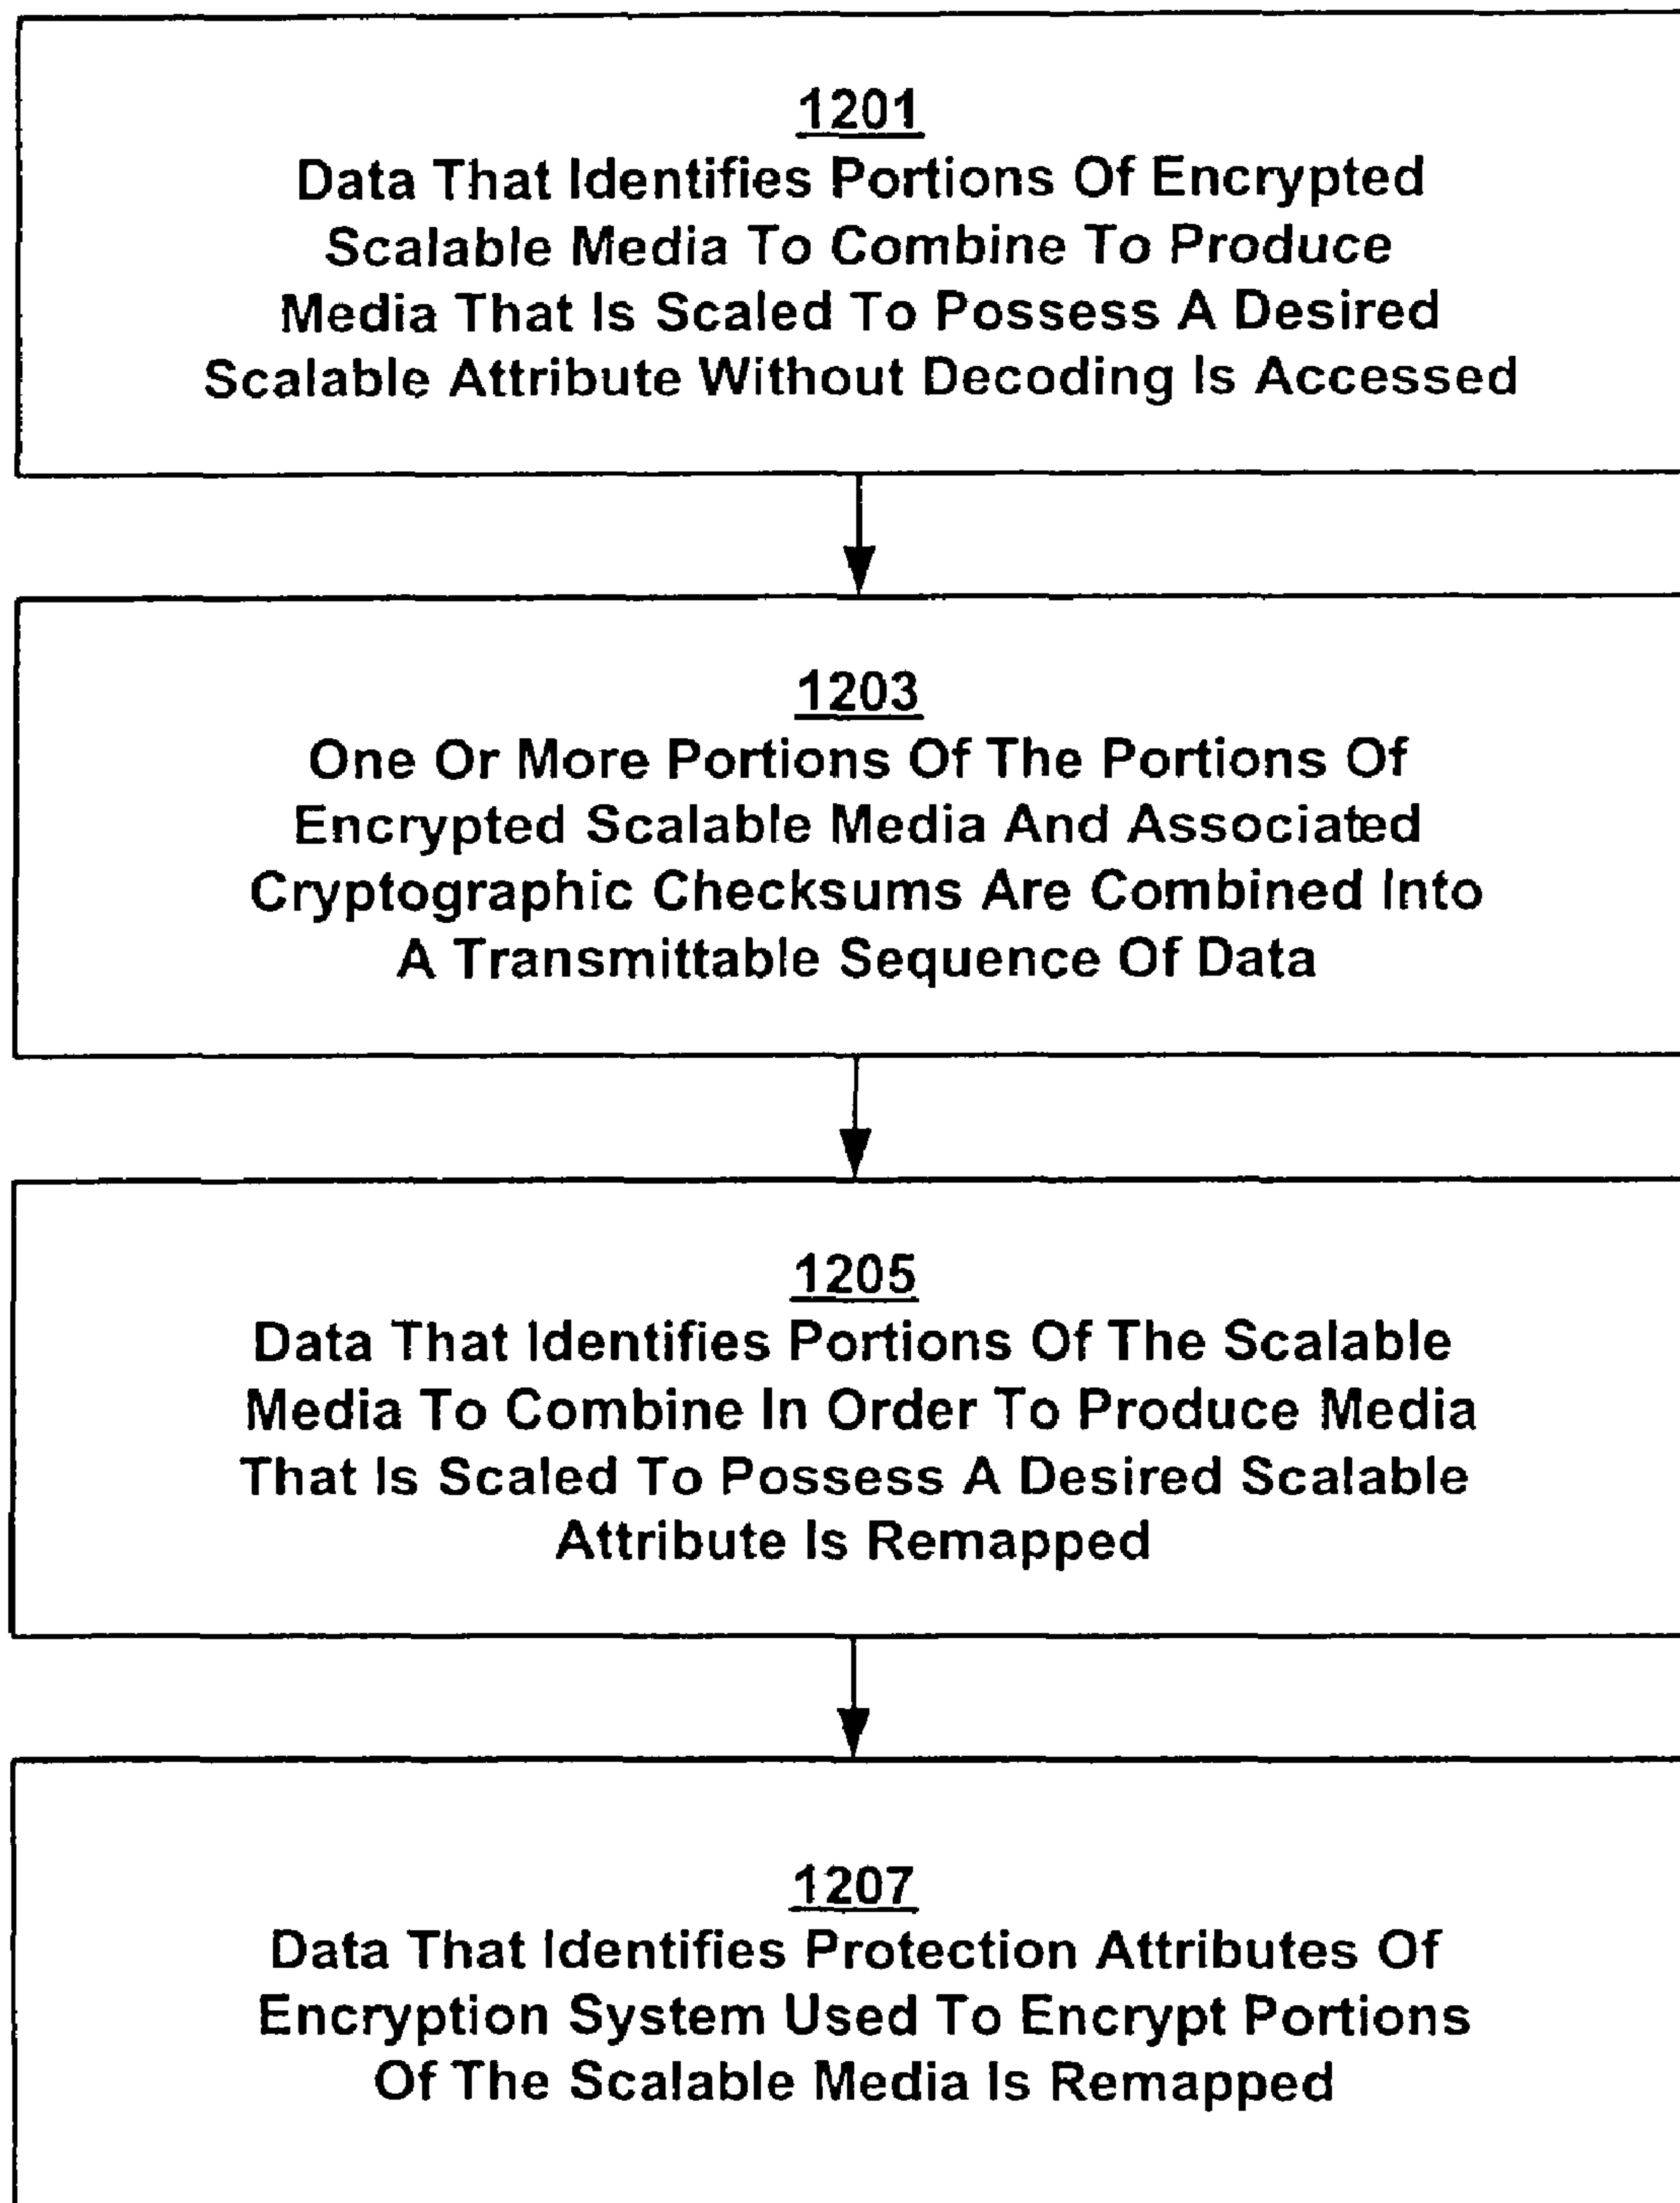 1201
Data That Identifies Portions Of Encrypted
Scalable Media To Combine To Produce
Media That Is Scaled To Possess A Desired
Scalable Attribute Without Decoding Is Accessed
1203
One Or More Portions Of The Portions Of
Encrypted Scalable Media And Associated
Cryptographic Checksums Are Combined Into
A Transmittable Sequence Of Data
1205
Data That Identifies Portions Of The Scalable
Media To Combine In Order To Produce Media
That Is Scaled To Possess A Desired Scalable
Attribute Is Remapped
1207
Data That Identifies Protection Attributes Of
Encryption System Used To Encrypt Portions
Of The Scalable Media Is Remapped